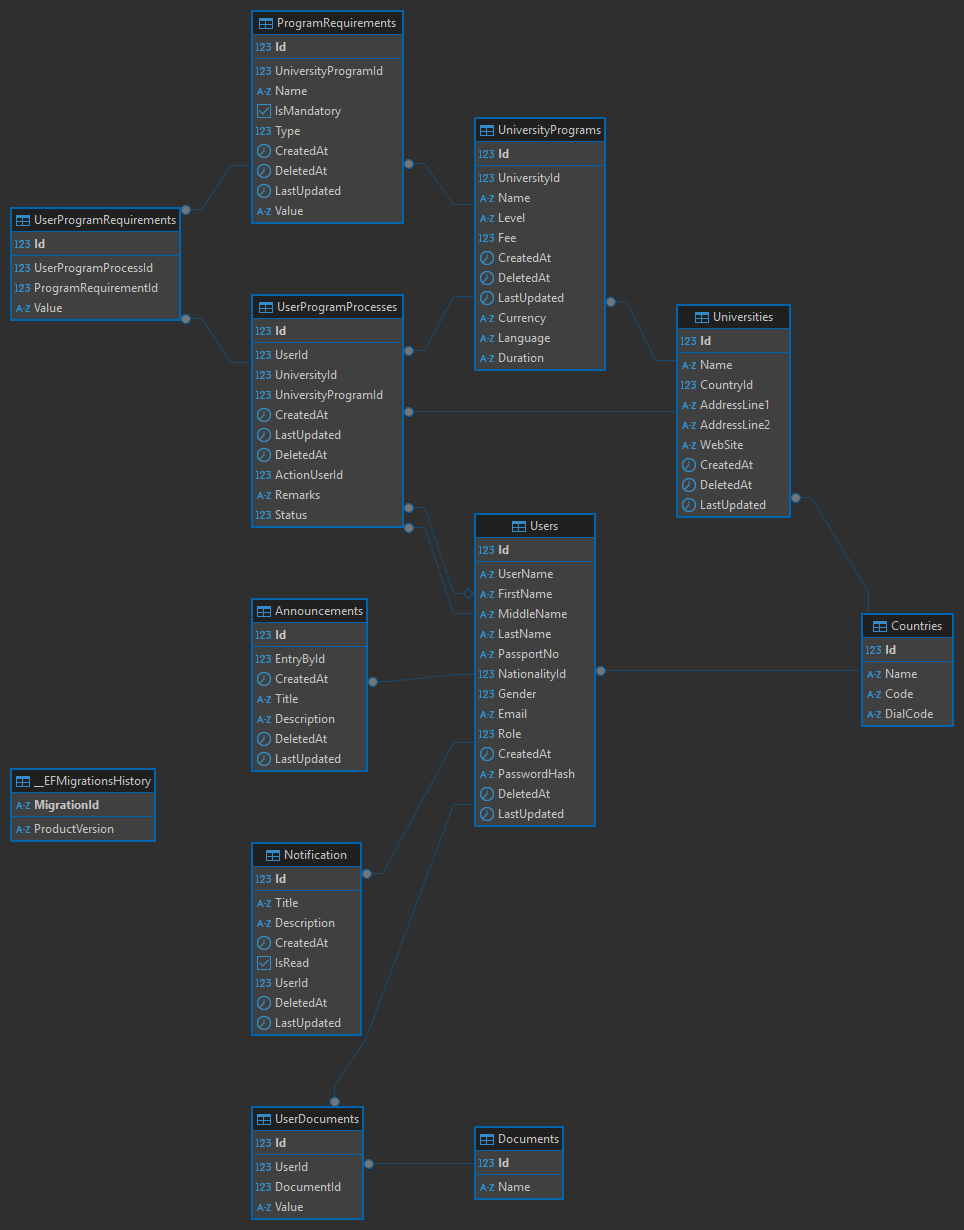 ProgramRequirements
123 Id
123 UniversityProgramId
A-Z Name
IsMandatory
123 Type
CreatedAt
DeletedAt
LastUpdated
A-Z Value
UniversityPrograms
123 Id
123 UniversityId
A-Z Name
A-Z Level
123 Fee
CreatedAt
DeletedAt
LastUpdated
A-Z Currency
A-Z Language
A-Z Duration
UserProgramRequirements
123 Id
123 UserProgramProcessId
123 ProgramRequirementId
A-Z Value
UserProgramProcesses
123 Id
123 UserId
123 UniversityId
123 UniversityProgramId
CreatedAt
LastUpdated
DeletedAt
123 ActionUserId
A-Z Remarks
123 Status
Universities
123 Id
A-Z Name
123 CountryId
A-Z AddressLine1
A-Z AddressLine2
A-Z WebSite
CreatedAt
DeletedAt
LastUpdated
Users
123 Id
A-Z UserName
A-Z FirstName
A-Z MiddleName
A-Z LastName
A-Z PassportNo
123 NationalityId
123 Gender
A-Z Email
123 Role
CreatedAt
A-Z PasswordHash
DeletedAt
LastUpdated
Announcements
123 Id
123 EntryById
CreatedAt
A-Z Title
A-Z Description
DeletedAt
LastUpdated
Countries
123 Id
A-Z Name
A-Z Code
A-Z DialCode
__EFMigrationsHistory
A-Z MigrationId
A-Z ProductVersion
Notification
123 Id
A-Z Title
A-Z Description
CreatedAt
IsRead
123 UserId
DeletedAt
LastUpdated
UserDocuments
123 Id
123 UserId
123 DocumentId
A-Z Value
Documents
123 Id
A-Z Name